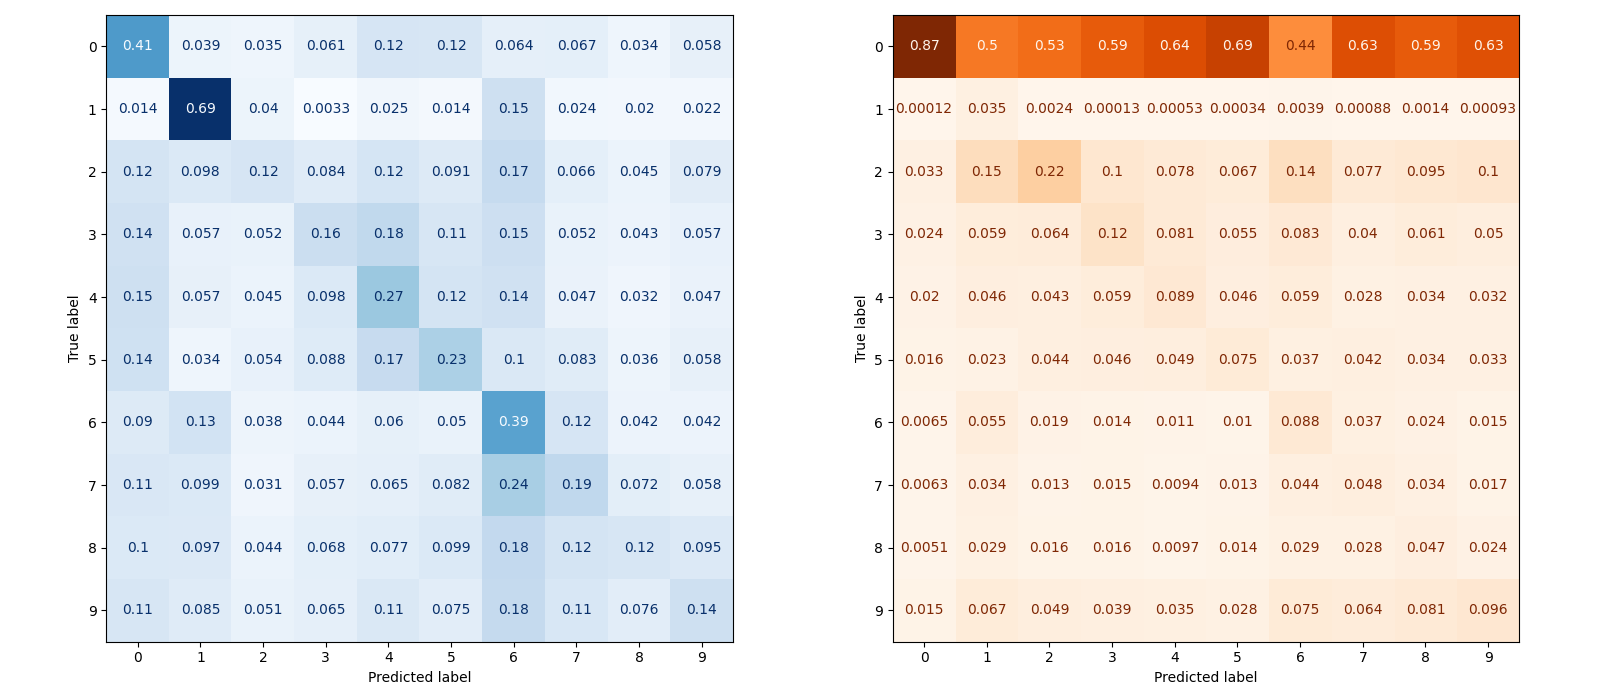 0 0.41 0.039 0.035 0.061 0.12 0.12 0.064 0.067 0.034 0.058
1 0.014 0.69 0.04 0.0033 0.025 0.014 0.15 0.024 0.02 0.022
2 0.12 0.098 0.12 0.084 0.12 0.091 0.17 0.066 0.045 0.079
3 0.14 0.057 0.052 0.16 0.18 0.11 0.15 0.052 0.043 0.057
4 0.15 0.057 0.045 0.098 0.27 0.12 0.14 0.047 0.032 0.047
5 0.14 0.034 0.054 0.088 0.17 0.23 0.1 0.083 0.036 0.058
6 0.09 0.13 0.038 0.044 0.06 0.05 0.39 0.12 0.042 0.042
7 0.11 0.099 0.031 0.057 0.065 0.082 0.24 0.19 0.072 0.058
8 0.1 0.097 0.044 0.068 0.077 0.099 0.18 0.12 0.12 0.095
9 0.11 0.085 0.051 0.065 0.11 0.075 0.18 0.11 0.076 0.14
0 1 2 3 4 5 6 7 8 9
Predicted label
True label
0 0.87 0.5 0.53 0.59 0.64 0.69 0.44 0.63 0.59 0.63
1 0.00012 0.035 0.0024 0.00013 0.00053 0.00034 0.0039 0.00088 0.0014 0.00093
2 0.033 0.15 0.22 0.1 0.078 0.067 0.14 0.077 0.095 0.1
3 0.024 0.059 0.064 0.12 0.081 0.055 0.083 0.04 0.061 0.05
4 0.02 0.046 0.043 0.059 0.089 0.046 0.059 0.028 0.034 0.032
5 0.016 0.023 0.044 0.046 0.049 0.075 0.037 0.042 0.034 0.033
6 0.0065 0.055 0.019 0.014 0.011 0.01 0.088 0.037 0.024 0.015
7 0.0063 0.034 0.013 0.015 0.0094 0.013 0.044 0.048 0.034 0.017
8 0.0051 0.029 0.016 0.016 0.0097 0.014 0.029 0.028 0.047 0.024
9 0.015 0.067 0.049 0.039 0.035 0.028 0.075 0.064 0.081 0.096
0 1 2 3 4 5 6 7 8 9
Predicted label
True label